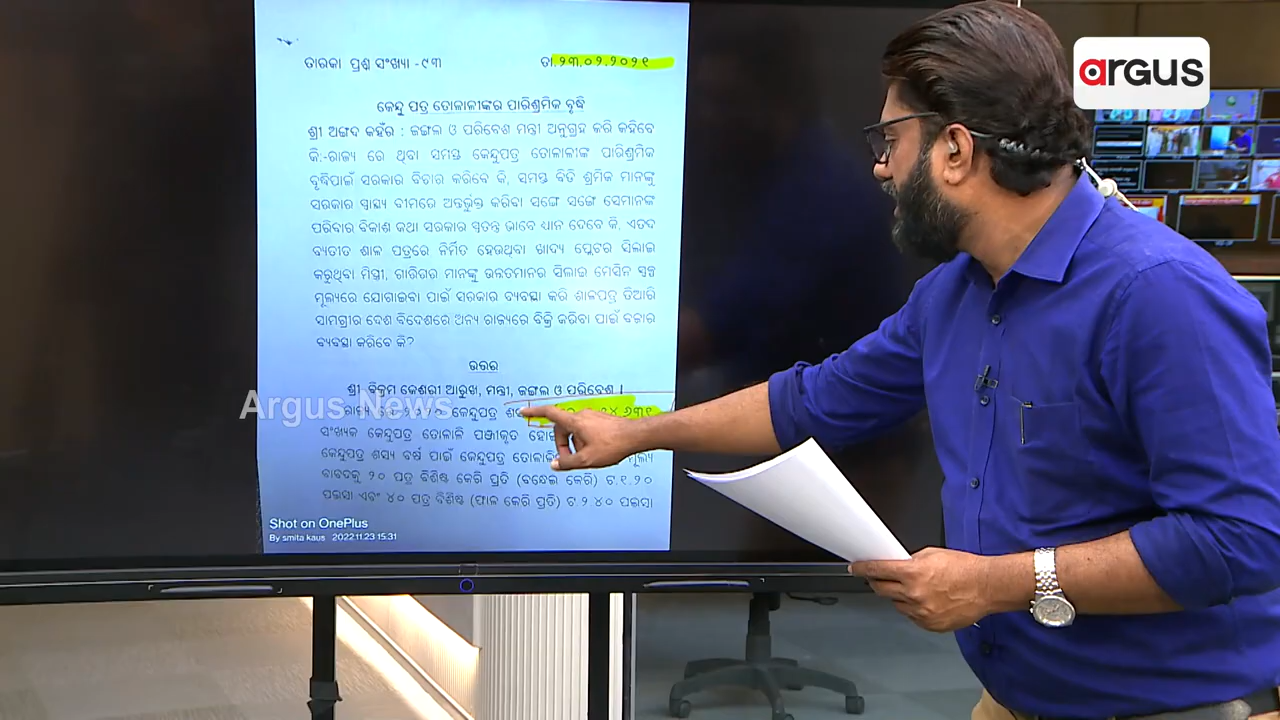 argus
ତାରକା ପ୍ରଶ୍ନ ସଂଖ୍ୟା -୯୩
ତା.୨୩.୦୨.୨୦୨୧
କେନ୍ଦୁ ପତ୍ର ତୋଳାଳୀଙ୍କର ପାରିଶ୍ରମିକ ବୃଦ୍ଧି
ଶ୍ରୀ ଅଙ୍ଗଦ କହଁର : ଜଙ୍ଗଲ ଓ ପରିବେଶ ମନ୍ତ୍ରୀ ଅନୁଗ୍ରହ କରି କହିବେ
କି:-ରାଜ୍ୟ ରେ ଥିବା ସମସ୍ତ କେନ୍ଦୁପତ୍ର ତୋଳାଳୀଙ୍କ ପାରିଶ୍ରମିକ
ବୃଦ୍ଧିପାଇଁ ସରକାର ବିଚାର କରିବେ କି, ସମସ୍ତ ବିଡି ଶ୍ରମିକ ମାନଙ୍କୁ
ସରକାର ସ୍ୱାସ୍ଥ୍ୟ ବୀମାରେ ଅନ୍ତର୍ଭୁକ୍ତ କରିବା ସଙ୍ଗେ ସଙ୍ଗେ ସେମାନଙ୍କ
ପରିବାର ବିକାଶ କଥା ସରକାର ସ୍ୱତନ୍ତ୍ର ଭାବେ ଧ୍ୟାନ ଦେବେ କି, ଏତଦ୍
ବ୍ୟତୀତ ଶାଳ ପତ୍ରରେ ନିର୍ମିତ ହେଉଥିବା ଖାଦ୍ୟ ପ୍ଲେଟର ସିଲାଇ
କରୁଥିବା ମିସ୍ତ୍ରୀ, କାରିଗର ମାନଙ୍କୁ ଉନ୍ନତମାନର ସିଲାଇ ମେସିନ ସ୍ୱଳ୍ପ
ମୂଲ୍ୟରେ ଯୋଗାଇବା ପାଇଁ ସରକାର ବ୍ୟବସ୍ଥା କରି ଶାଳପତ୍ର ତିଆରି
ସାମଗ୍ରୀର ଦେଶ ବିଦେଶରେ ଅନ୍ୟ ରାଜ୍ୟରେ ବିକ୍ରି କରିବା ପାଇଁ ବଜାର
ବ୍ୟବସ୍ଥା କରିବେ କି?
ଉତ୍ତର
ଶ୍ରୀ ବିକ୍ରମ କେଶରୀ ଆରୁଖ, ମନ୍ତ୍ରୀ, ଜଙ୍ଗଲ ଓ ପରିବେଶ ।
Argus News
କେନ୍ଦୁପତ୍ର
୧୪,୬୩୧
ସଂଖ୍ୟକ କେନ୍ଦୁପତ୍ର ତୋଳାଳି ପଞ୍ଜୀକୃତ
କେନ୍ଦୁପତ୍ର ଶସ୍ୟ ବର୍ଷ ପାଇଁ କେନ୍ଦୁପତ୍ର ମୂଲ୍ୟ
ବାବଦକୁ ୨୦ ପତ୍ର ବିଶିଷ୍ଟ କେରି ପ୍ରତି (ବନ୍ଧେଇ କେରି) ଟ.୧.୨୦
ପଇସା ଏବଂ ୪୦ ପତ୍ର ବିଶିଷ୍ଟ (ଫାଳ କେରି ପ୍ରତି) ଟ.୨.୪୦ ପଇସା
Shot on OnePlus
By smita kaus 2022.11.23 15:31